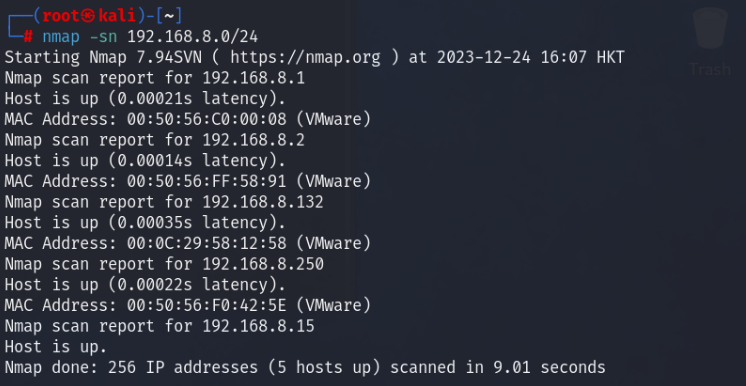 ┌──(root㉿kali)-[~]
└─# nmap -sn 192.168.8.0/24
Starting Nmap 7.94SVN ( https://nmap.org ) at 2023-12-24 16:07 HKT
Nmap scan report for 192.168.8.1
Host is up (0.00021s latency).
MAC Address: 00:50:56:C0:00:08 (VMware)
Nmap scan report for 192.168.8.2
Host is up (0.00014s latency).
MAC Address: 00:50:56:FF:58:91 (VMware)
Nmap scan report for 192.168.8.132
Host is up (0.00035s latency).
MAC Address: 00:0C:29:58:12:58 (VMware)
Nmap scan report for 192.168.8.250
Host is up (0.00022s latency).
MAC Address: 00:50:56:F0:42:5E (VMware)
Nmap scan report for 192.168.8.15
Host is up.
Nmap done: 256 IP addresses (5 hosts up) scanned in 9.01 seconds
Trash